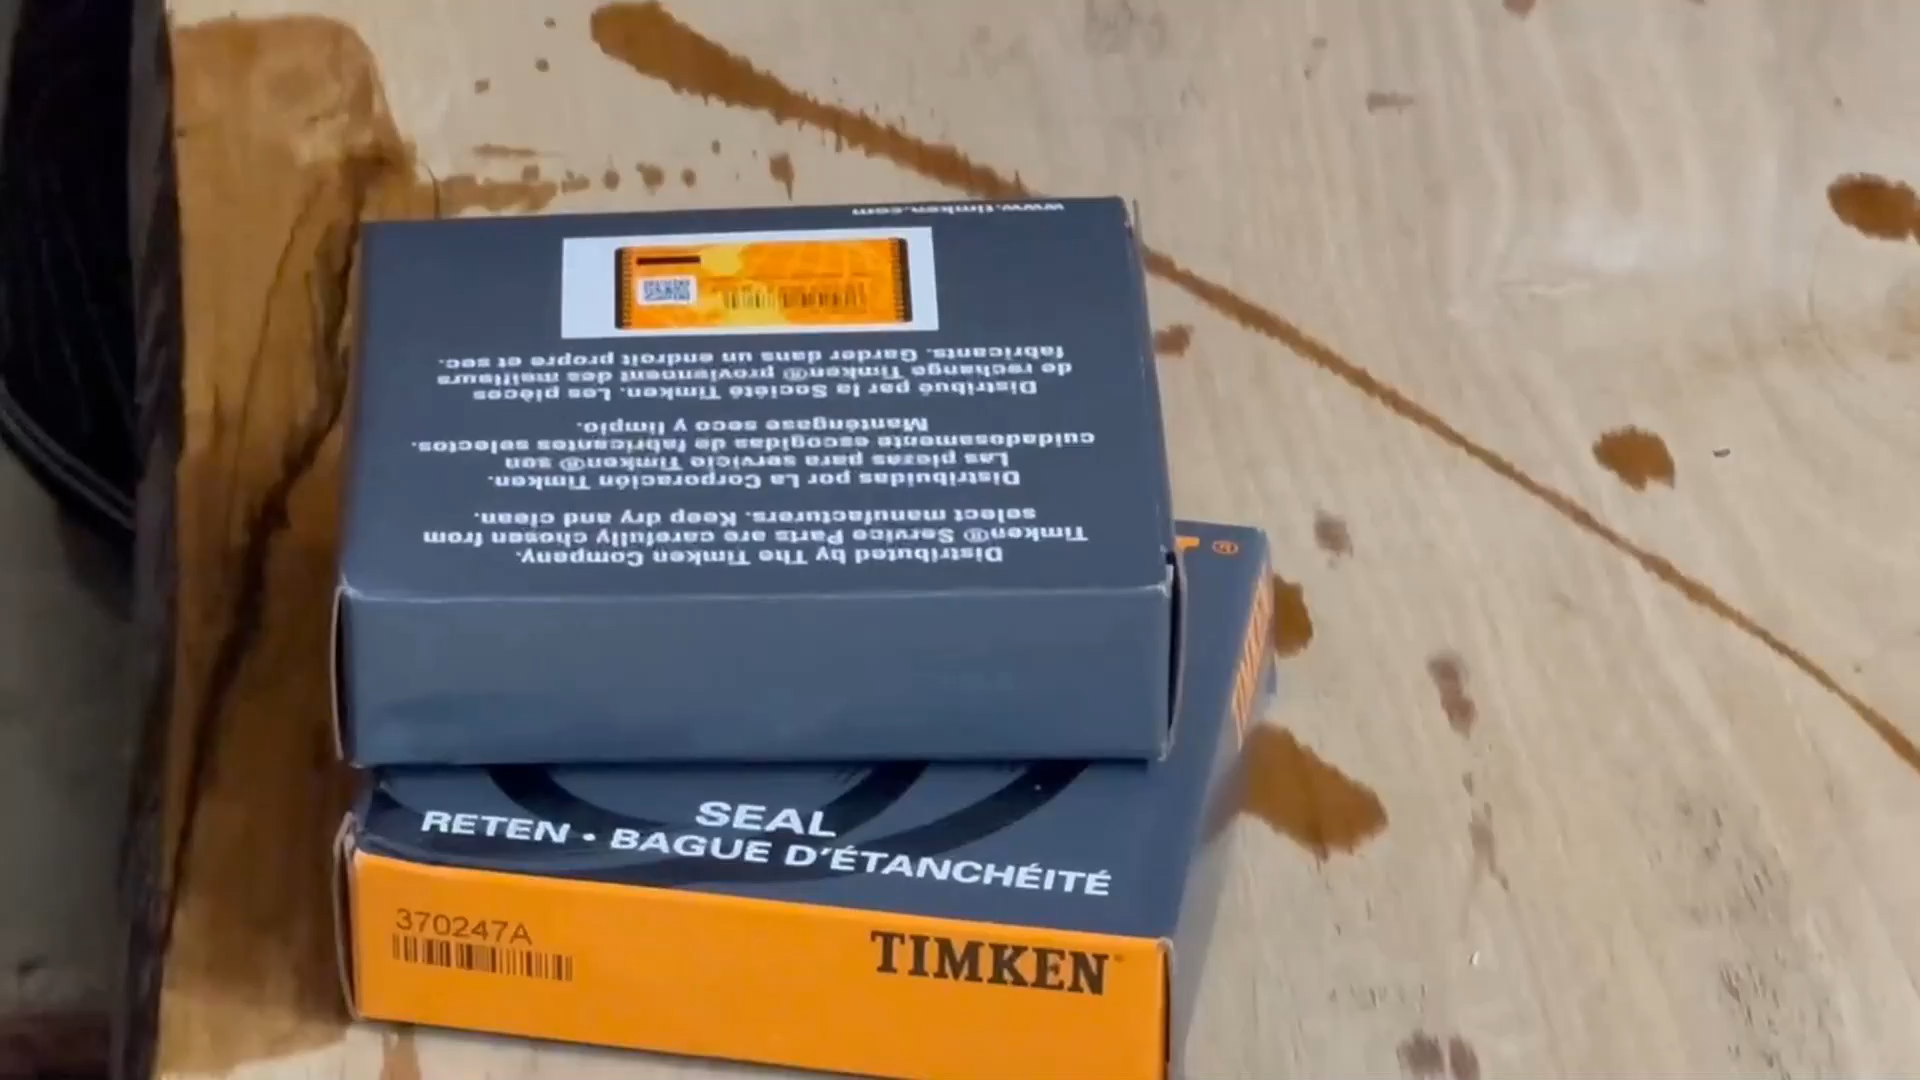 www.timken.com
Distributed by The Timken Company.
Timken® Service Parts are carefully chosen from
select manufacturers. Keep dry and clean.
Distribuidas por La Corporación Timken.
Las piezas para servicio Timken® son
cuidadosamente escogidas de fabricantes selectos.
Manténgase seco y limpio.
Distribué par la Société Timken. Les pièces
de rechange Timken® proviennent des meilleurs
fabricants. Garder dans un endroit propre et sec.
®
SEAL
RETEN • BAGUE D'ÉTANCHÉITÉ
370247A
TIMKEN